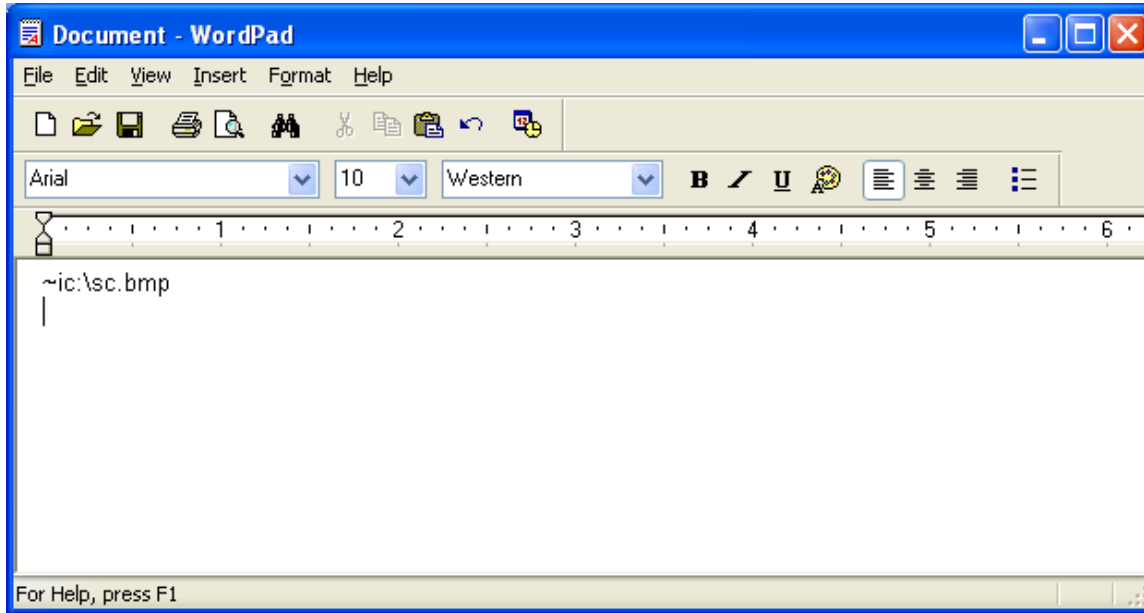 Document - WordPad
File Edit View Insert Format Help
Arial 10 Western B / U
1 2 3 4 5 6
~ic:\sc.bmp
For Help, press F1